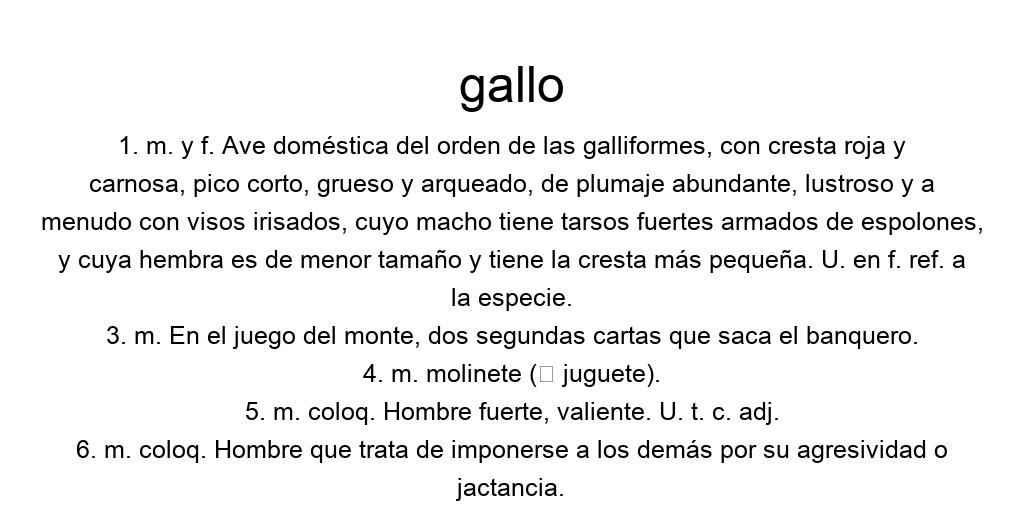 gallo
1. m. y f. Ave doméstica del orden de las galliformes, con cresta roja y
carnosa, pico corto, grueso y arqueado, de plumaje abundante, lustroso y a
menudo con visos irisados, cuyo macho tiene tarsos fuertes armados de espolones,
y cuya hembra es de menor tamaño y tiene la cresta más pequeña. U. en f. ref. a
la especie.
3. m. En el juego del monte, dos segundas cartas que saca el banquero.
4. m. molinete (▯ juguete).
5. m. coloq. Hombre fuerte, valiente. U. t. c. adj.
6. m. coloq. Hombre que trata de imponerse a los demás por su agresividad o
jactancia.